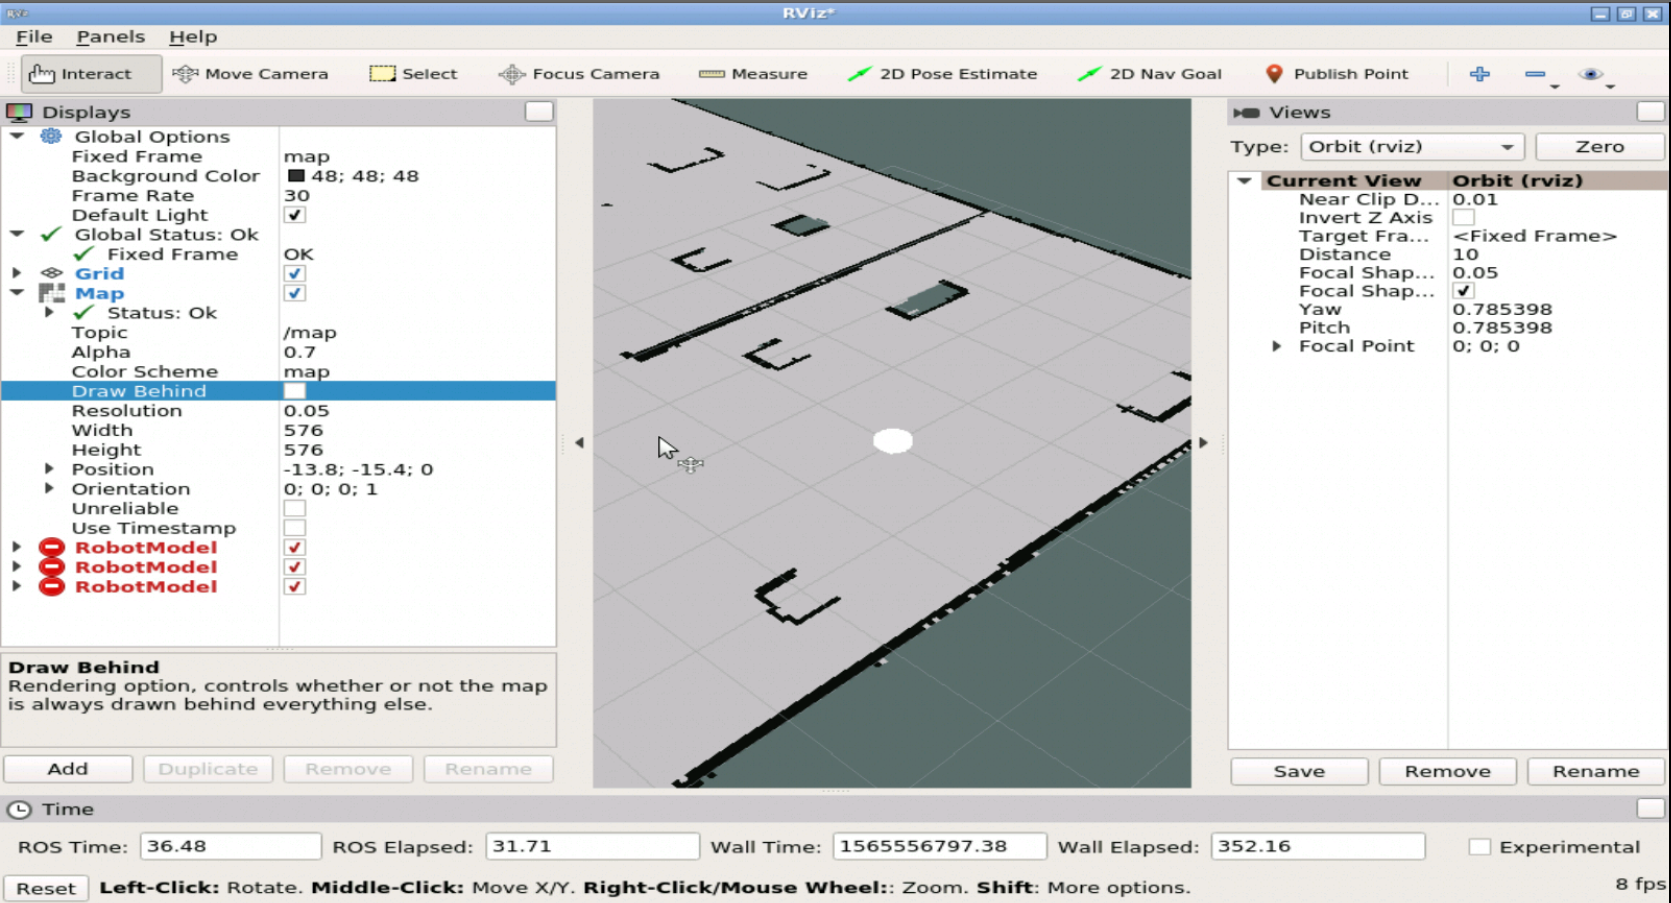 RViz*
File Panels Help
Interact Move Camera Select Focus Camera Measure 2D Pose Estimate 2D Nav Goal Publish Point
Displays
Global Options
Fixed Frame map
Background Color 48; 48; 48
Frame Rate 30
Default Light
Global Status: Ok
Fixed Frame OK
Grid
Map
Status: Ok
Topic /map
Alpha 0.7
Color Scheme map
Draw Behind
Resolution 0.05
Width 576
Height 576
Position -13.8; -15.4; 0
Orientation 0; 0; 0; 1
Unreliable
Use Timestamp
RobotModel
RobotModel
RobotModel
Draw Behind
Rendering option, controls whether or not the map
is always drawn behind everything else.
Add Duplicate Remove Rename
Views
Type: Orbit (rviz) Zero
Current View Orbit (rviz)
Near Clip D... 0.01
Invert Z Axis
Target Fra... <Fixed Frame>
Distance 10
Focal Shap... 0.05
Focal Shap...
Yaw 0.785398
Pitch 0.785398
Focal Point 0; 0; 0
Save Remove Rename
Time
ROS Time: 36.48 ROS Elapsed: 31.71 Wall Time: 1565556797.38 Wall Elapsed: 352.16 Experimental
Reset Left-Click: Rotate. Middle-Click: Move X/Y. Right-Click/Mouse Wheel:: Zoom. Shift: More options. 8 fps